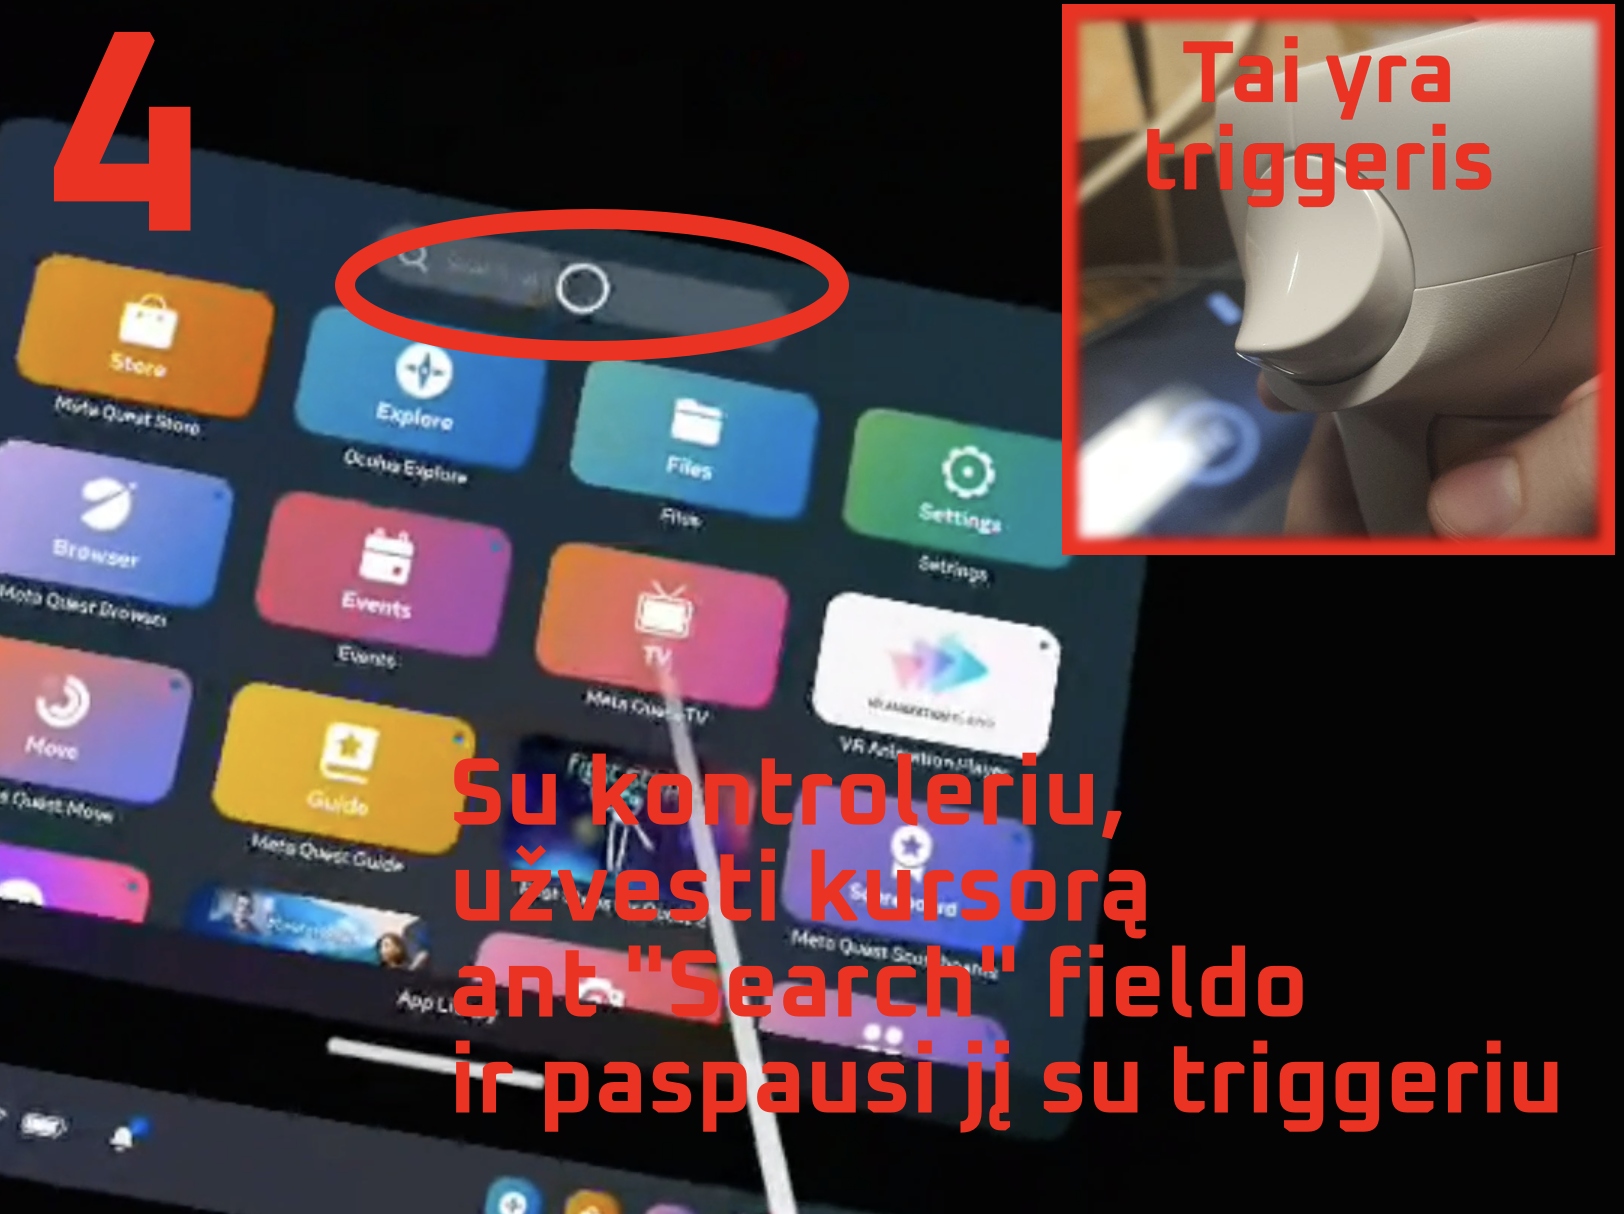 4
Tai yra
triggeris
Store
Meta Quest Store
Explore
Oculus Explore
Files
Files
Settings
Settings
Browser
Meta Quest Browser
Events
Events
TV
Meta Quest TV
VR Animation Player
Move
Quest Move
Guide
Meta Quest Guide
First St
Su kontroleriu,
užvesti kursorą
ant "Search" fieldo
ir paspausi jį su triggeriu
Meta Quest
App Li